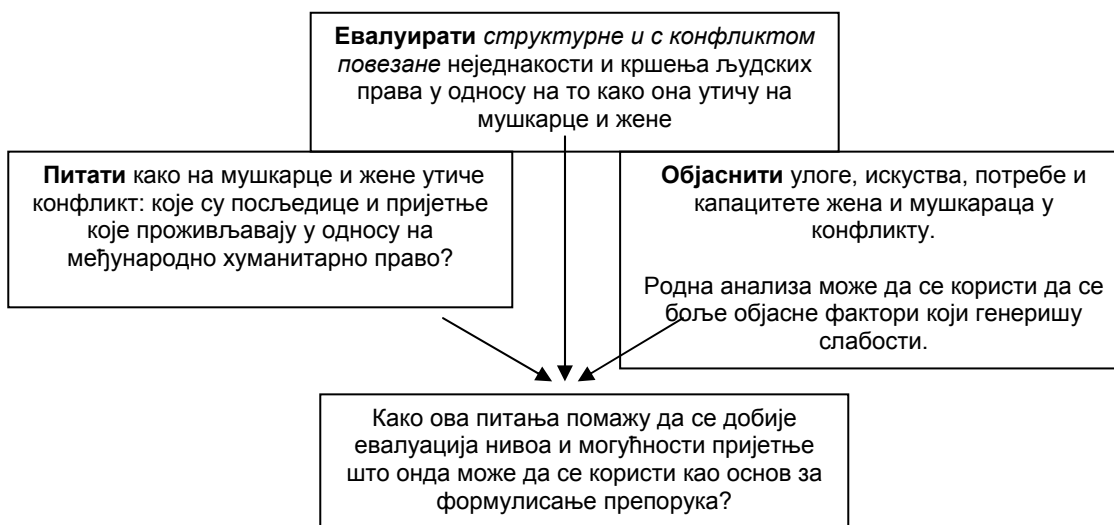 Евалуирати структурне и с конфликтом
повезане неједнакости и кршења људских
права у односу на то како она утичу на
мушкарце и жене
Питати како на мушкарце и жене утиче
конфликт: које су посљедице и пријетње
које проживљавају у односу на
међународно хуманитарно право?
Објаснити улоге, искуства, потребе и
капацитете жена и мушкараца у
конфликту.
Родна анализа може да се користи да се
боље објасне фактори који генеришу
слабости.
Како ова питања помажу да се добије
евалуација нивоа и могућности пријетње
што онда може да се користи као основ за
формулисање препорука?